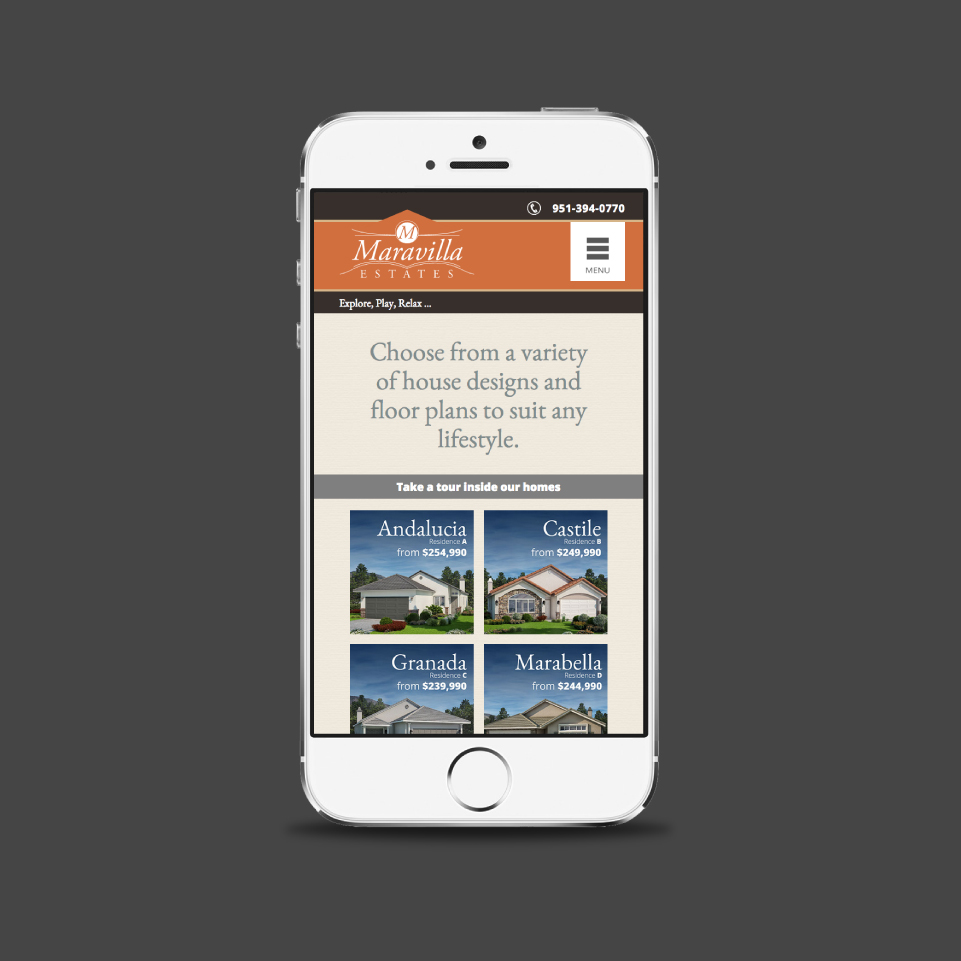 951-394-0770
M
Maravilla
ESTATES
MENU
Explore, Play, Relax ...
Choose from a variety
of house designs and
floor plans to suit any
lifestyle.
Take a tour inside our homes
Andalucia
Residence A
from $254,990
Castile
Residence B
from $249,990
Granada
Residence C
from $239,990
Marabella
Residence D
from $244,990